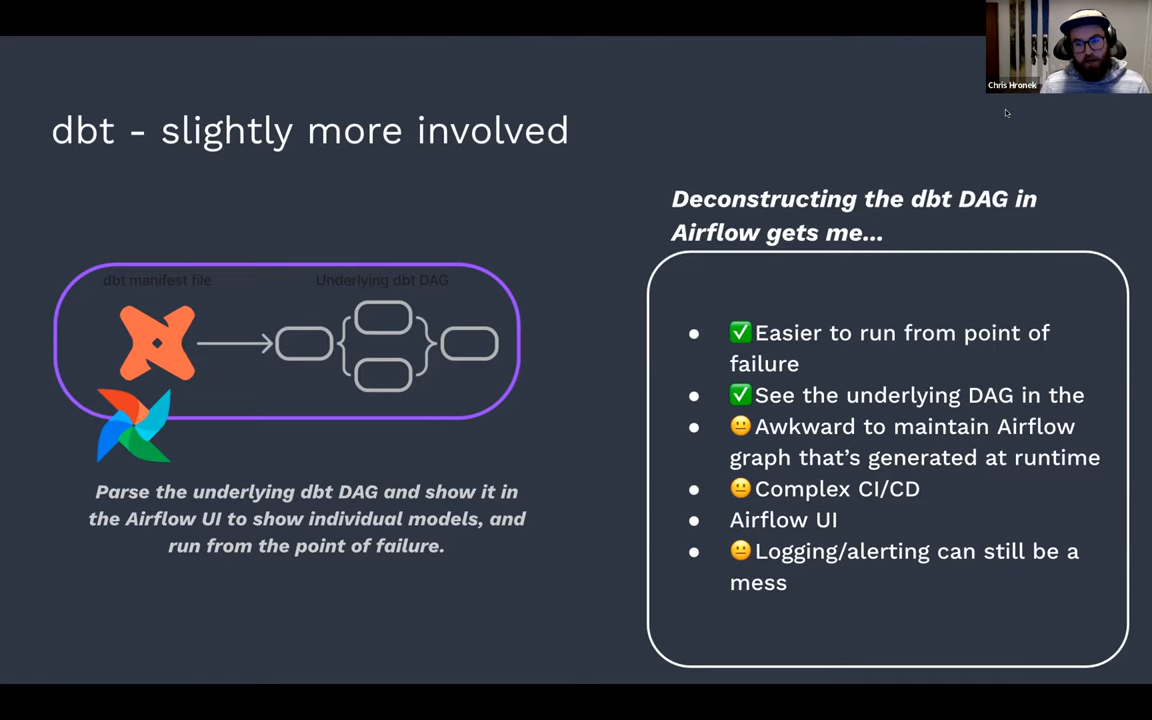 Chris Hronek
dbt - slightly more involved
Deconstructing the dbt DAG in
Airflow gets me...
dbt manifest file
Underlying dbt DAG
Parse the underlying dbt DAG and show it in
the Airflow UI to show individual models, and
run from the point of failure.
● ✅Easier to run from point of
failure
● ✅See the underlying DAG in the
● 😐Awkward to maintain Airflow
graph that’s generated at runtime
● 😐Complex CI/CD
● Airflow UI
● 😐Logging/alerting can still be a
mess